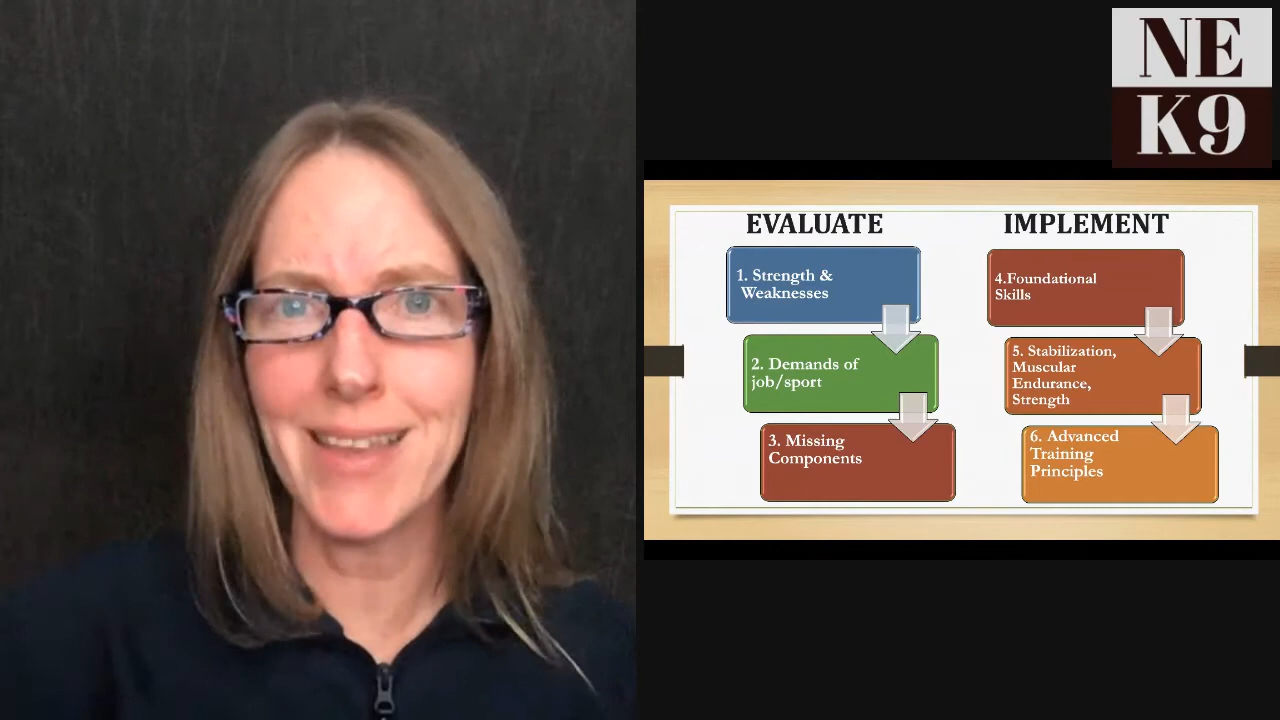 NE
K9
EVALUATE
1. Strength &
Weaknesses
2. Demands of
job/sport
3. Missing
Components
IMPLEMENT
4.Foundational
Skills
5. Stabilization,
Muscular
Endurance,
Strength
6. Advanced
Training
Principles